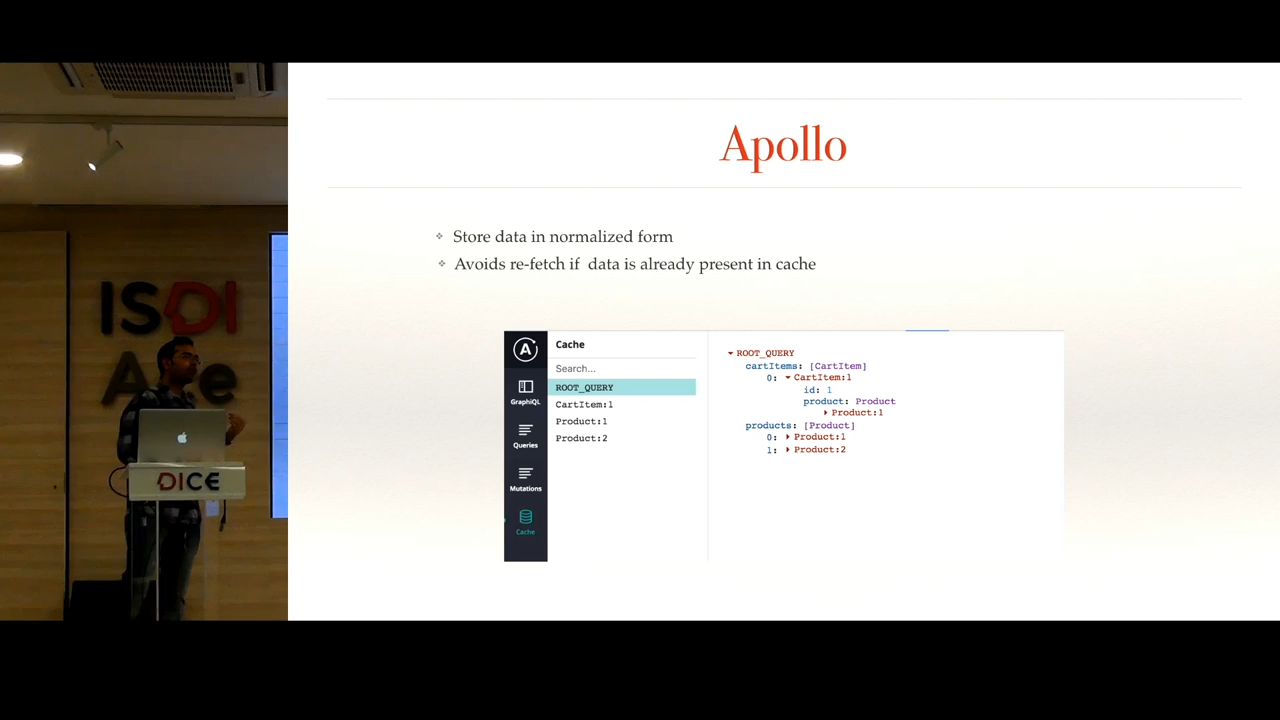 ISDI
Ace
DICE
Apollo
Store data in normalized form
Avoids re-fetch if data is already present in cache
GraphiQL
Queries
Mutations
Cache
Cache
Search...
ROOT_QUERY
CartItem:1
Product:1
Product:2
ROOT_QUERY
cartItems: [CartItem]
0: CartItem:1
id: 1
product: Product
Product:1
products: [Product]
0: Product:1
1: Product:2